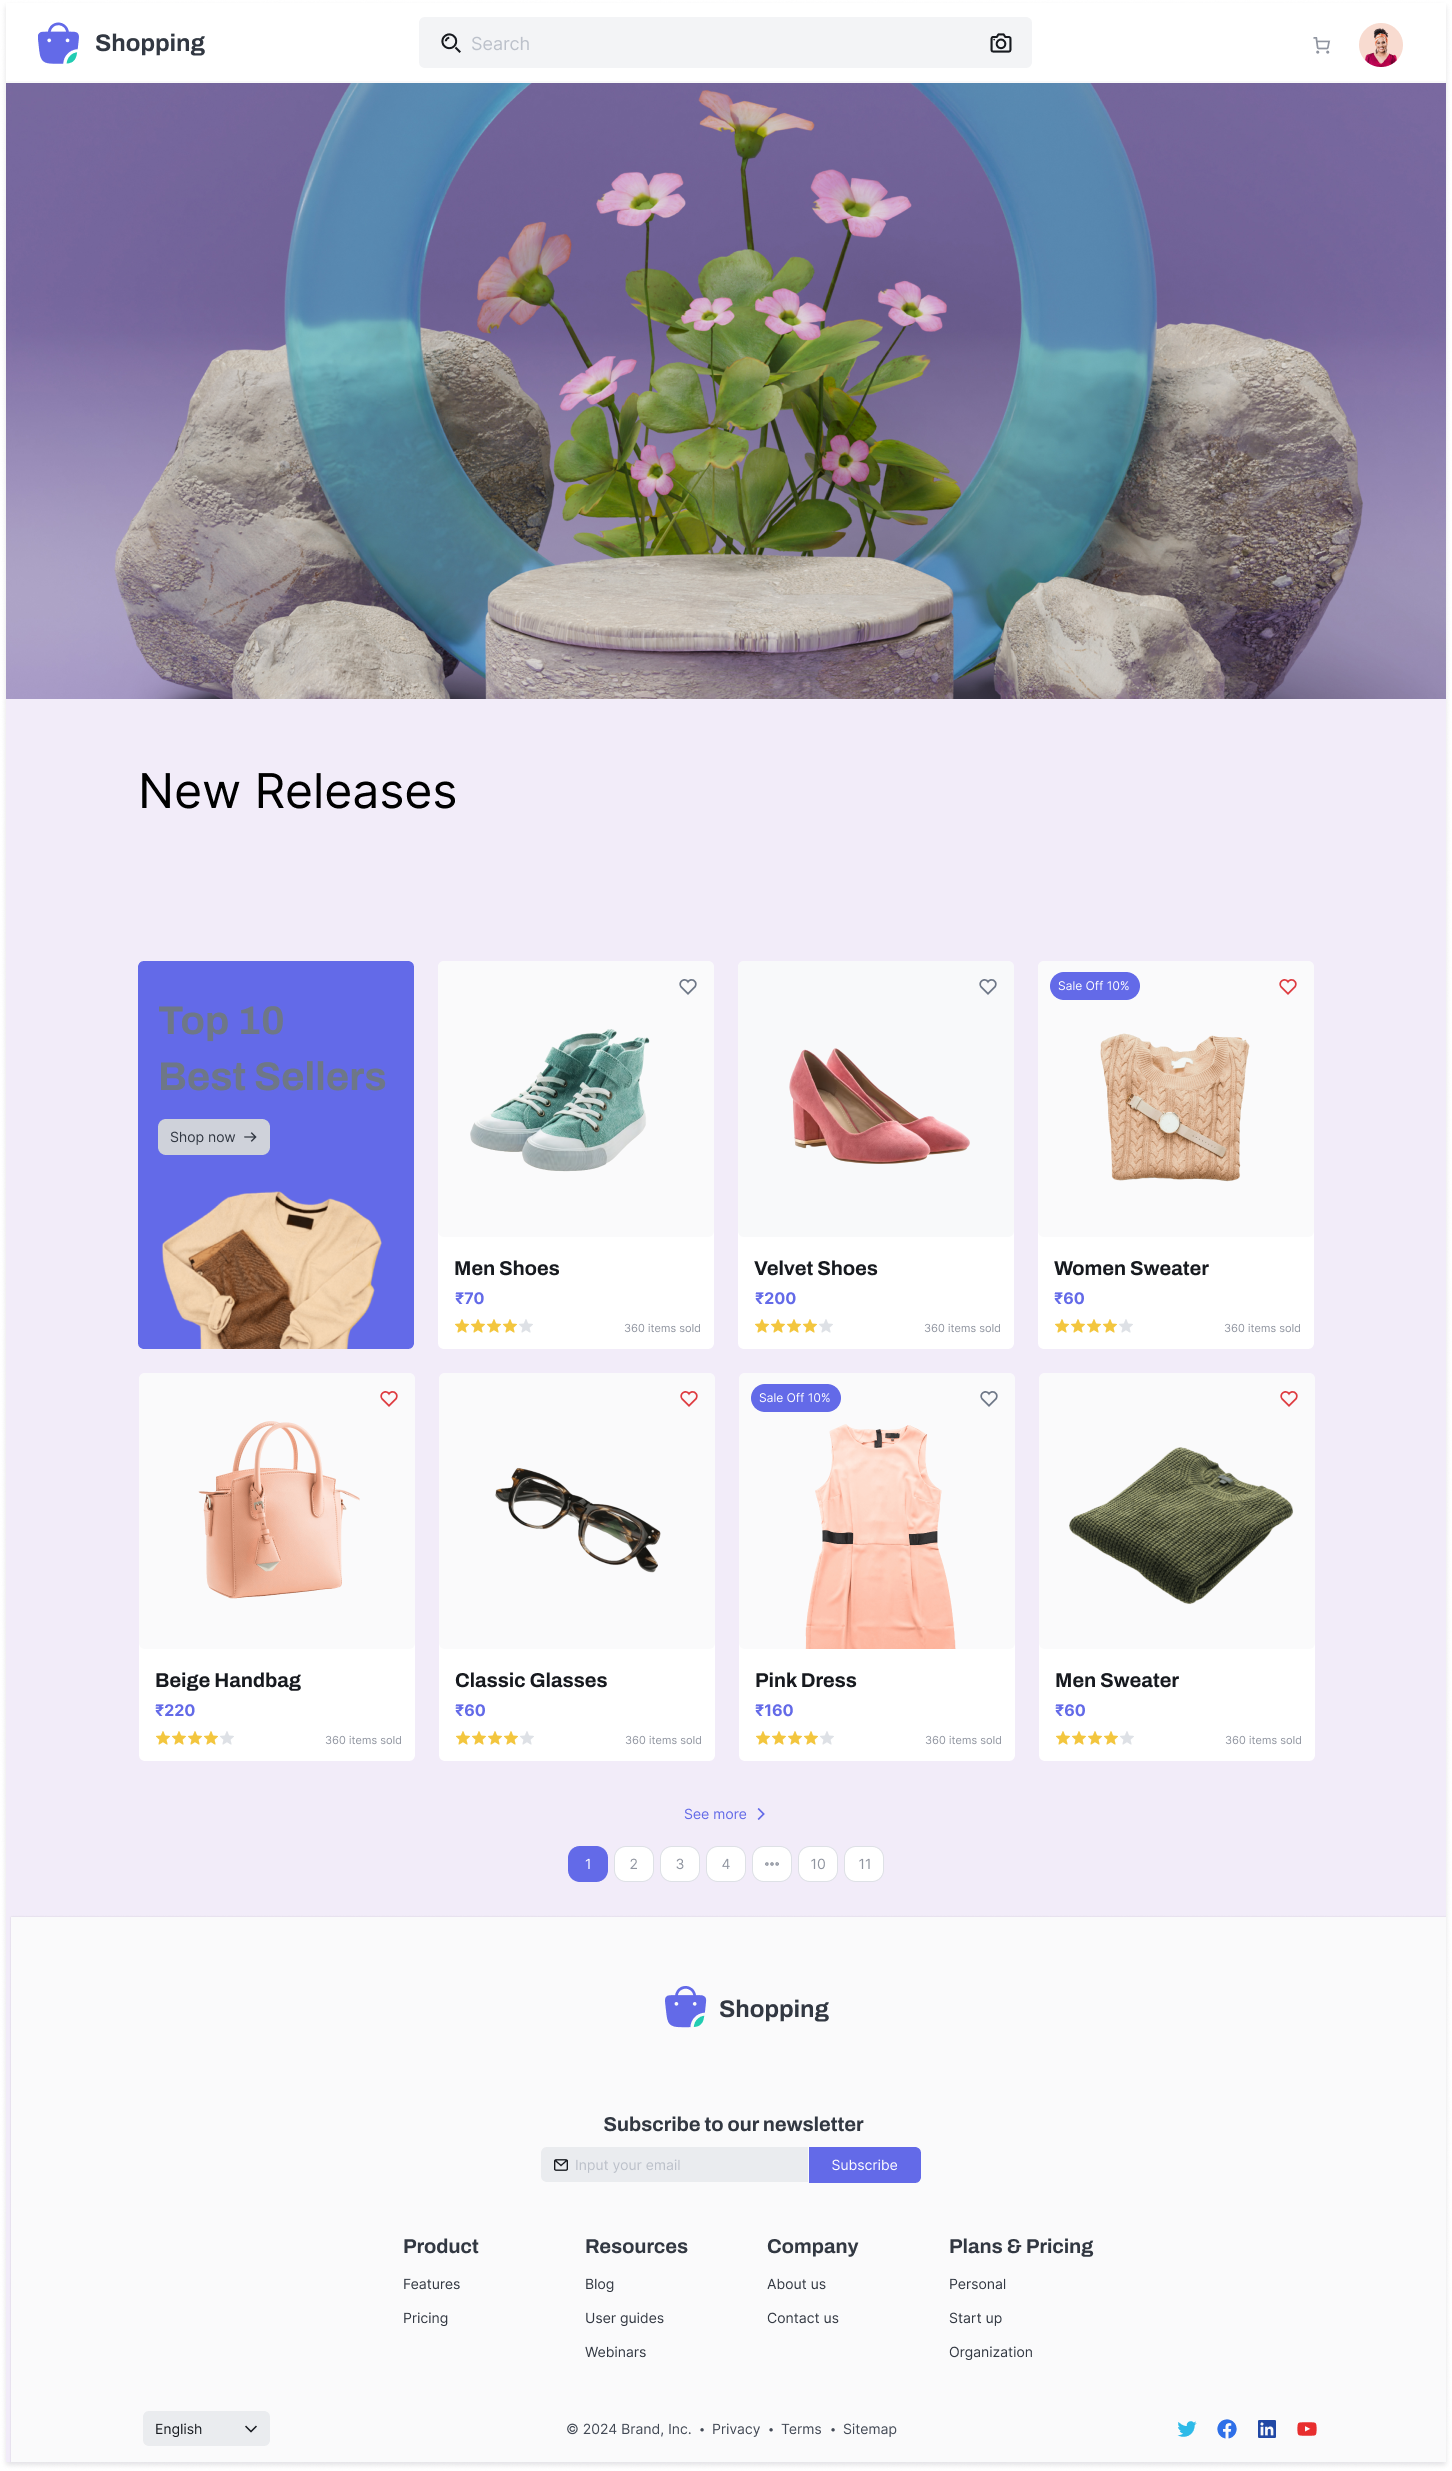 Shopping
Search
New Releases
Top 10
Best Sellers
Shop now
Men Shoes
₹70
360 items sold
Velvet Shoes
₹200
360 items sold
Sale Off 10%
Women Sweater
₹60
360 items sold
Beige Handbag
₹220
360 items sold
Classic Glasses
₹60
360 items sold
Sale Off 10%
Pink Dress
₹160
360 items sold
Men Sweater
₹60
360 items sold
See more
1 2 3 4 ••• 10 11
Shopping
Subscribe to our newsletter
Input your email
Subscribe
Product
Features
Pricing
Resources
Blog
User guides
Webinars
Company
About us
Contact us
Plans & Pricing
Personal
Start up
Organization
English
© 2024 Brand, Inc. • Privacy • Terms • Sitemap